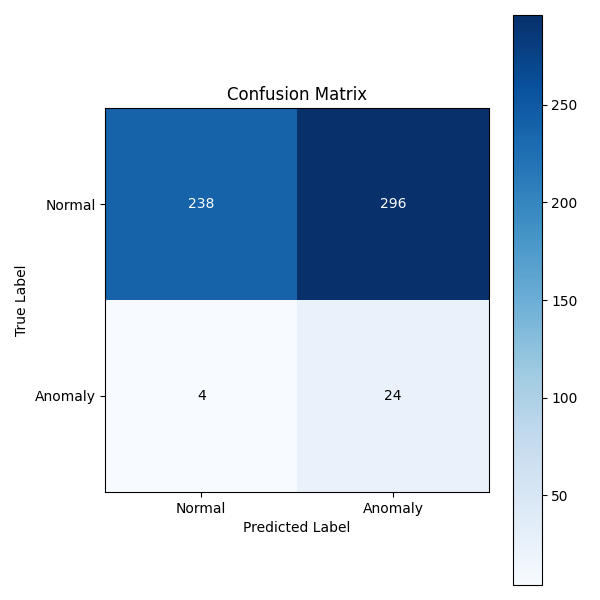 Confusion Matrix
True Label
Normal
238
296
Anomaly
4
24
Normal
Anomaly
Predicted Label
250
200
150
100
50